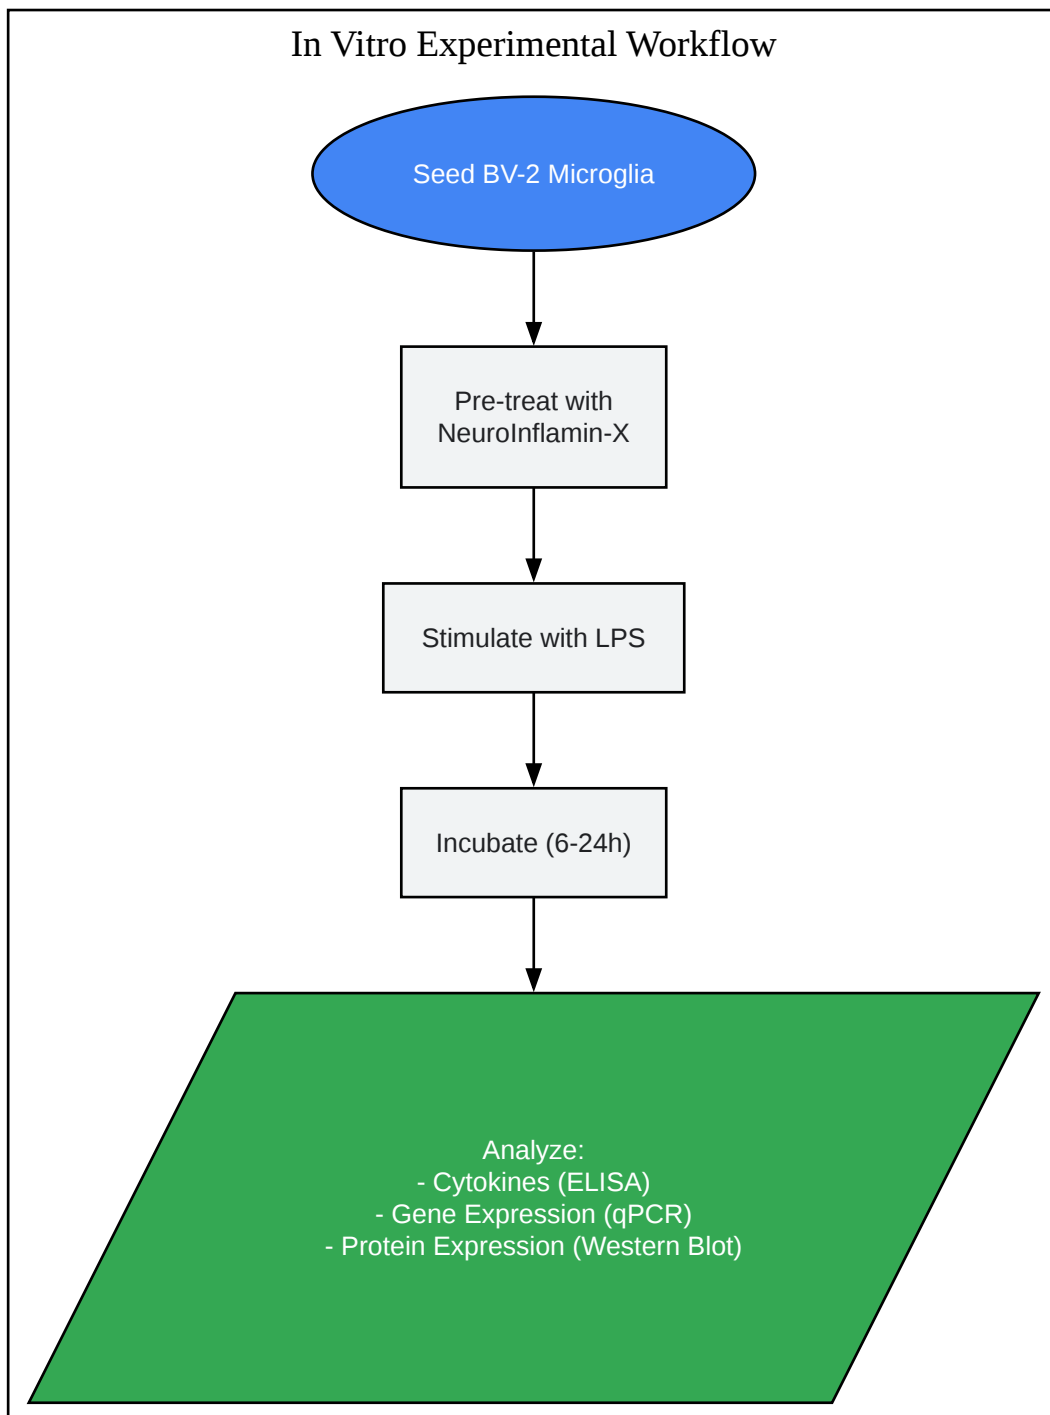 In Vitro Experimental Workflow
Seed BV-2 Microglia
Pre-treat with
NeuroInflamin-X
Stimulate with LPS
Incubate (6-24h)
Analyze:
- Cytokines (ELISA)
- Gene Expression (qPCR)
- Protein Expression (Western Blot)